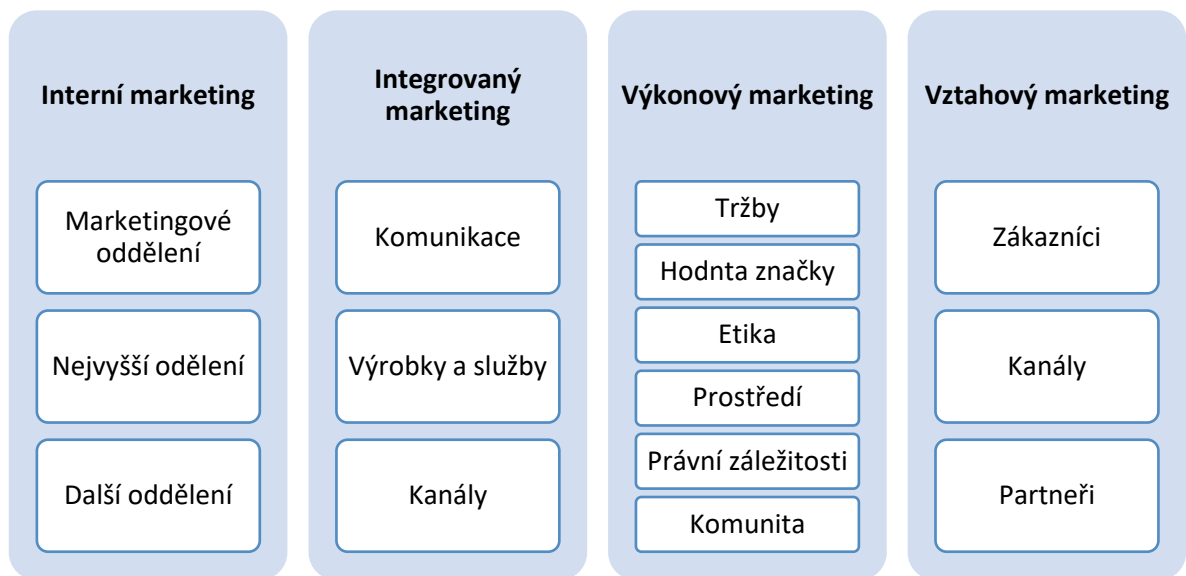 Interní marketing
Marketingové
oddělení
Nejvyšší odělení
Další oddělení
Integrovaný
marketing
Komunikace
Výrobky a služby
Kanály
Výkonový marketing
Tržby
Hodnta značky
Etika
Prostředí
Právní záležitosti
Komunita
Vztahový marketing
Zákazníci
Kanály
Partneři